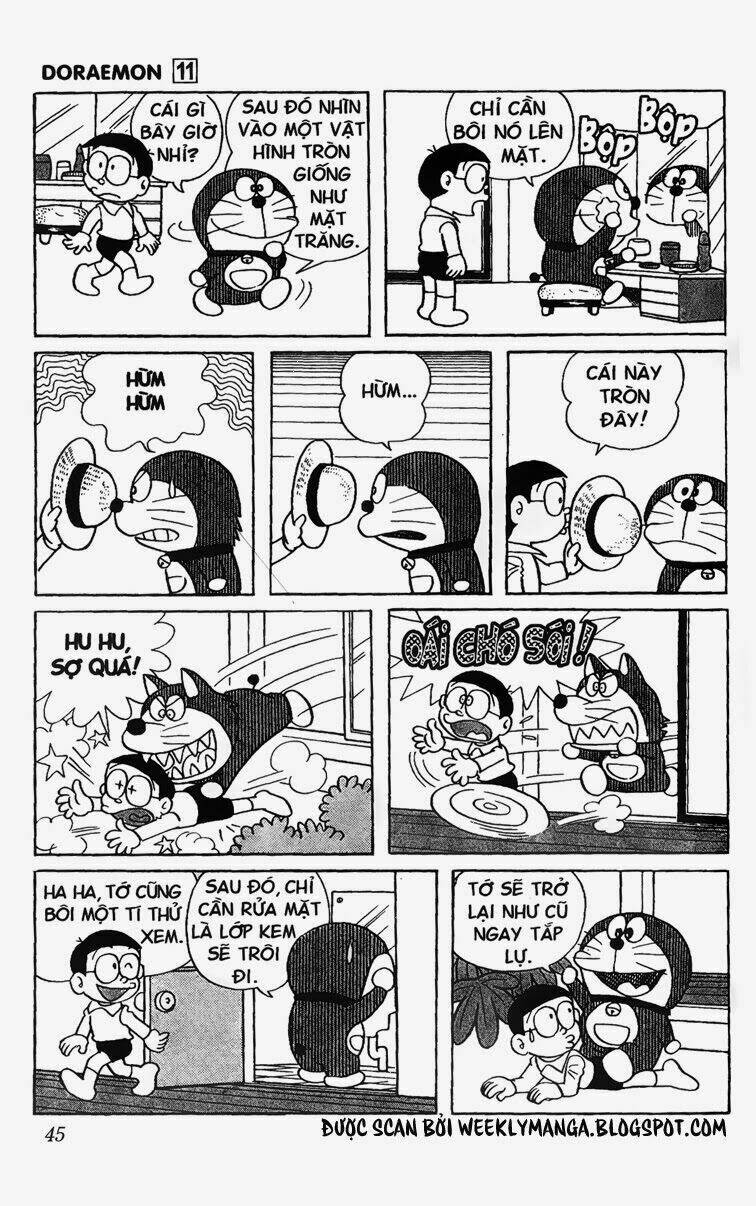 DORAEMON 11
CHỈ CẦN
BÔI NÓ LÊN
MẶT.
BỘP
BỘP
SAU ĐÓ NHÌN
VÀO MỘT VẬT
HÌNH TRÒN
GIỐNG
NHƯ
MẶT
TRĂNG.
CÁI GÌ
BÂY GIỜ
NHỈ?
CÁI NÀY
TRÒN
ĐÂY!
HỪM...
HỪM
HỪM
OÁI CHÓ SÓI!
HU HU,
SỢ QUÁ!
TỚ SẼ TRỞ
LẠI NHƯ CŨ
NGAY TẮP
LỰ.
SAU ĐÓ, CHỈ
CẦN RỬA MẶT
LÀ LỚP KEM
SẼ TRÔI
ĐI.
HA HA, TỚ CŨNG
BÔI MỘT TÍ THỬ
XEM.
45
ĐƯỢC SCAN BỞI WEEKLYMANGA.BLOGSPOT.COM